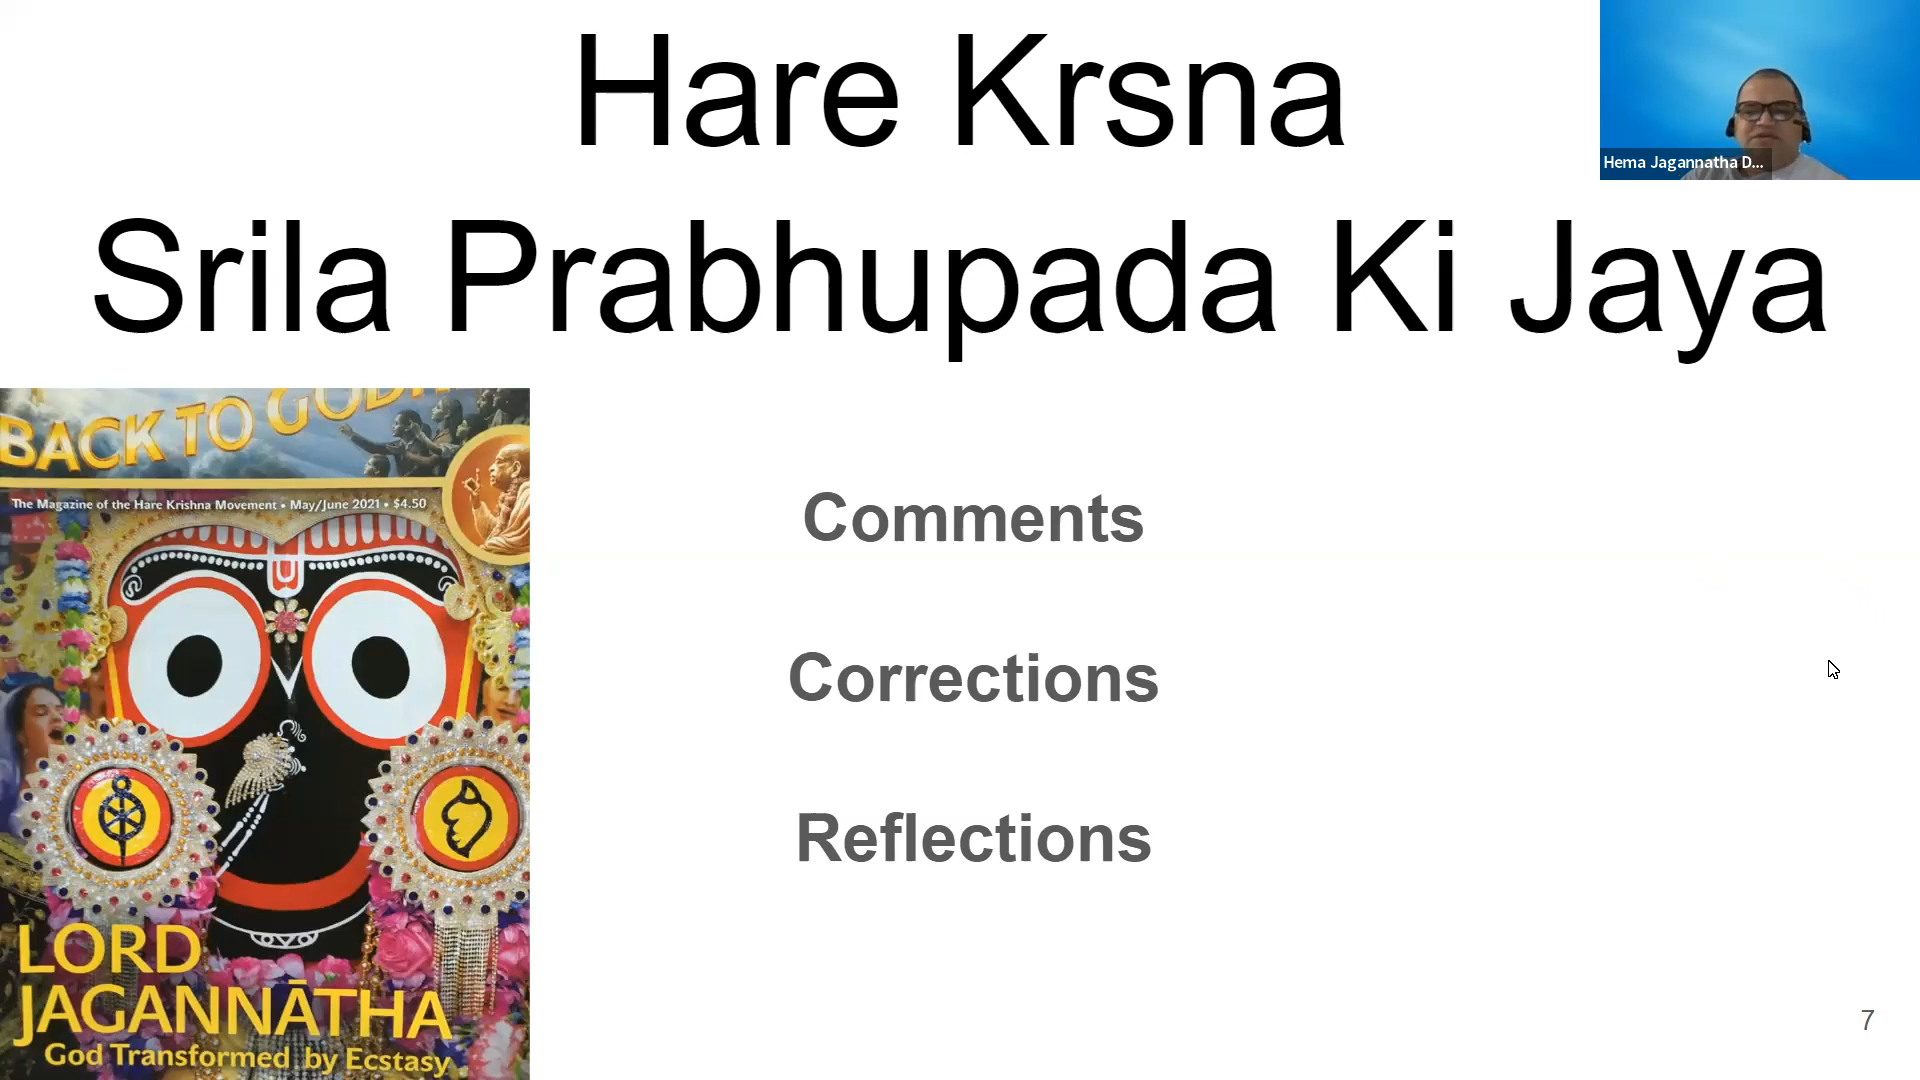 Hare Krsna
Srila Prabhupada Ki Jaya
Hema Jagannatha D...
BACK TO GODH
The Magazine of the Hare Krishna Movement • May/June 2021 • $4.50
Comments
Corrections
Reflections
LORD
JAGANNĀTHA
God Transformed by Ecstasy
7